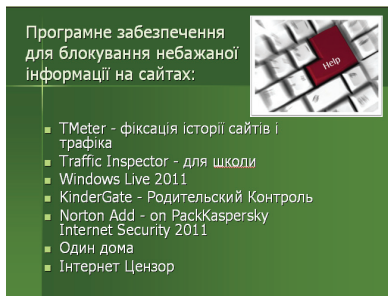 Програмне забезпечення
для блокування небажаної
інформації на сайтах:
Help
TMeter - фіксація історії сайтів і
трафіка
Traffic Inspector - для школи
Windows Live 2011
KinderGate - Родительский Контроль
Norton Add - on PackKaspersky
Internet Security 2011
Один дома
Інтернет Цензор